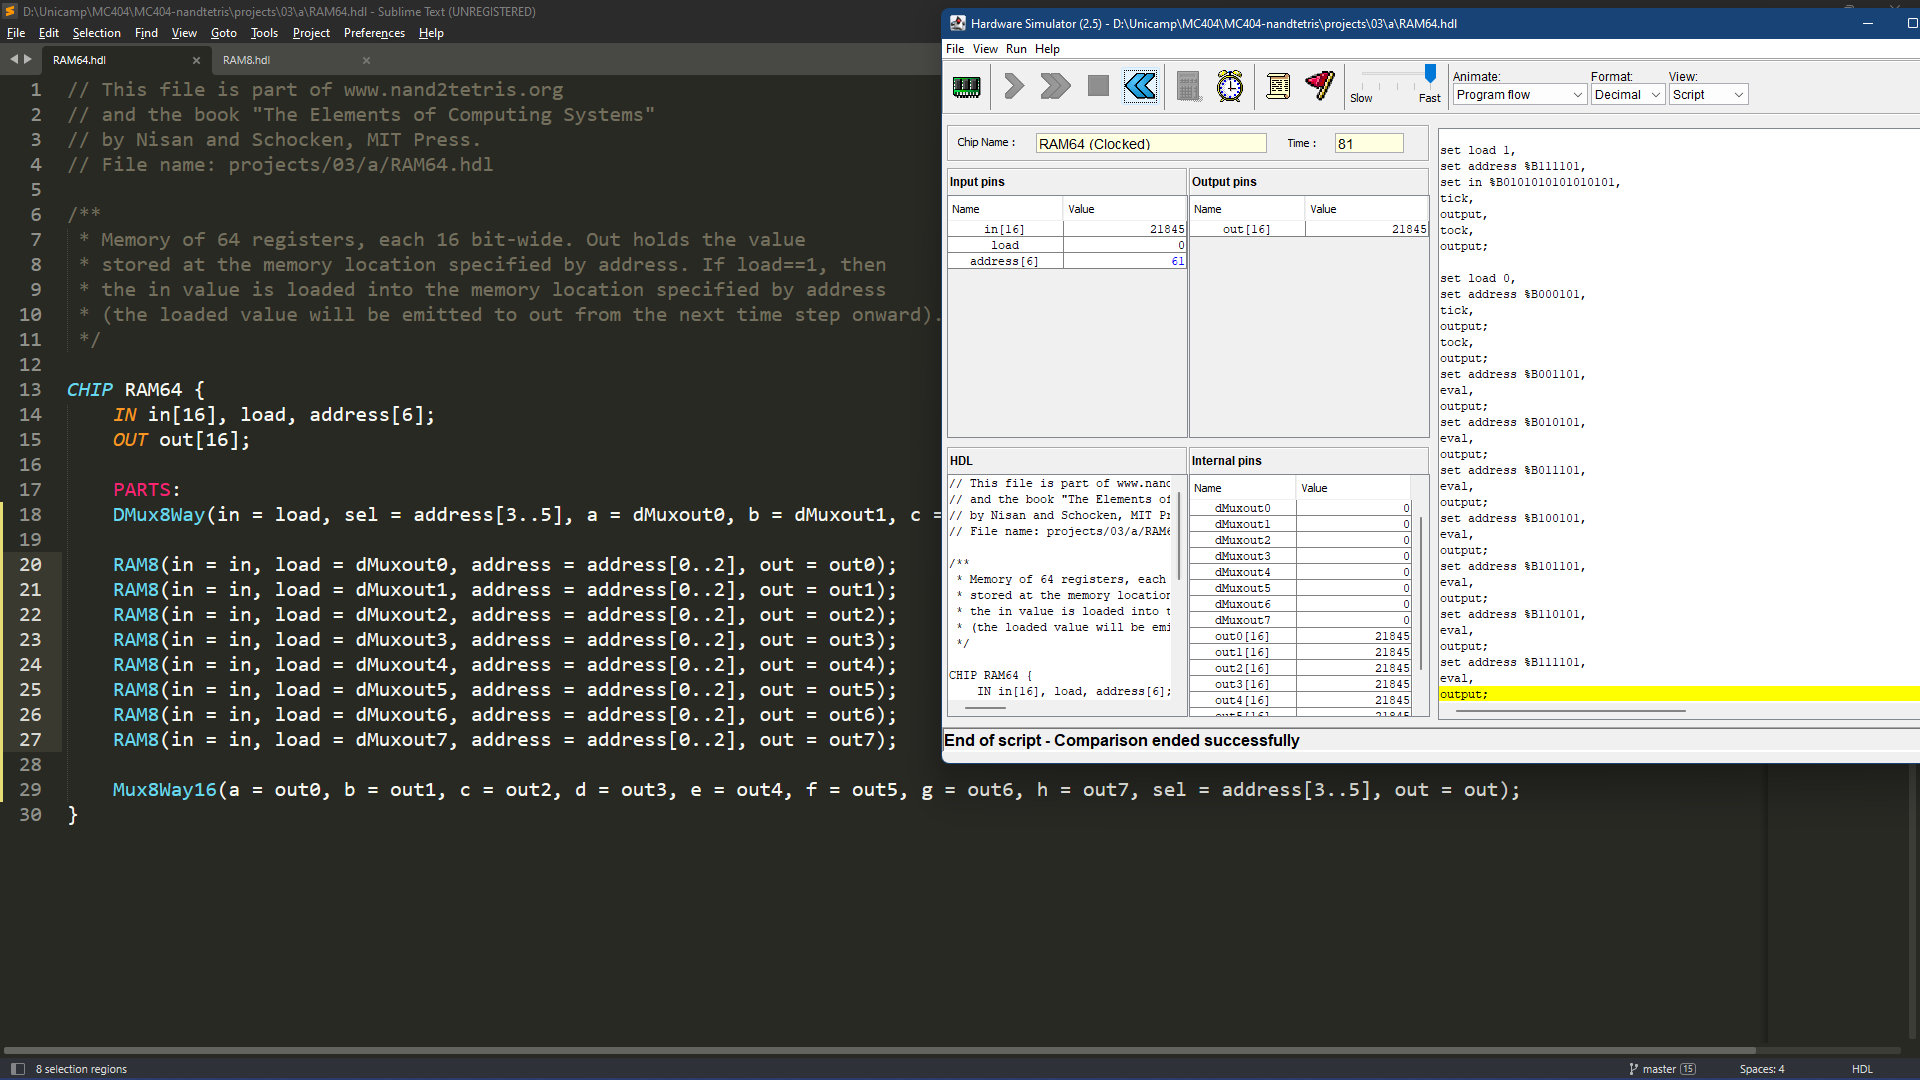 D:\Unicamp\MC404\MC404-nandtetris\projects\03\a\RAM64.hdl - Sublime Text (UNREGISTERED)
File Edit Selection Find View Goto Tools Project Preferences Help
RAM64.hdl × RAM8.hdl ×
1 // This file is part of www.nand2tetris.org
2 // and the book "The Elements of Computing Systems"
3 // by Nisan and Schocken, MIT Press.
4 // File name: projects/03/a/RAM64.hdl
5
6 /**
7 * Memory of 64 registers, each 16 bit-wide. Out holds the value
8 * stored at the memory location specified by address. If load==1, then
9 * the in value is loaded into the memory location specified by address
10 * (the loaded value will be emitted to out from the next time step onward).
11 */
12
13 CHIP RAM64 {
14 IN in[16], load, address[6];
15 OUT out[16];
16
17 PARTS:
18 DMux8Way(in = load, sel = address[3..5], a = dMuxout0, b = dMuxout1, c =
19
20 RAM8(in = in, load = dMuxout0, address = address[0..2], out = out0);
21 RAM8(in = in, load = dMuxout1, address = address[0..2], out = out1);
22 RAM8(in = in, load = dMuxout2, address = address[0..2], out = out2);
23 RAM8(in = in, load = dMuxout3, address = address[0..2], out = out3);
24 RAM8(in = in, load = dMuxout4, address = address[0..2], out = out4);
25 RAM8(in = in, load = dMuxout5, address = address[0..2], out = out5);
26 RAM8(in = in, load = dMuxout6, address = address[0..2], out = out6);
27 RAM8(in = in, load = dMuxout7, address = address[0..2], out = out7);
28
29 Mux8Way16(a = out0, b = out1, c = out2, d = out3, e = out4, f = out5, g = out6, h = out7, sel = address[3..5], out = out);
30 }
8 selection regions
master 15
Spaces: 4
HDL
Hardware Simulator (2.5) - D:\Unicamp\MC404\MC404-nandtetris\projects\03\a\RAM64.hdl
File View Run Help
Slow Fast
Animate: Format: View:
Program flow Decimal Script
Chip Name : RAM64 (Clocked) Time : 81
Input pins
Name Value
in[16] 21845
load 0
address[6] 61
Output pins
Name Value
out[16] 21845
HDL
// This file is part of www.nand
// and the book "The Elements of
// by Nisan and Schocken, MIT Pr
// File name: projects/03/a/RAM6
/**
* Memory of 64 registers, each
* stored at the memory location
* the in value is loaded into t
* (the loaded value will be emi
*/
CHIP RAM64 {
IN in[16], load, address[6];
Internal pins
Name Value
dMuxout0 0
dMuxout1 0
dMuxout2 0
dMuxout3 0
dMuxout4 0
dMuxout5 0
dMuxout6 0
dMuxout7 0
out0[16] 21845
out1[16] 21845
out2[16] 21845
out3[16] 21845
out4[16] 21845
out5[16] 21845
set load 1,
set address %B111101,
set in %B0101010101010101,
tick,
output,
tock,
output;
set load 0,
set address %B000101,
tick,
output;
tock,
output;
set address %B001101,
eval,
output;
set address %B010101,
eval,
output;
set address %B011101,
eval,
output;
set address %B100101,
eval,
output;
set address %B101101,
eval,
output;
set address %B110101,
eval,
output;
set address %B111101,
eval,
output;
End of script - Comparison ended successfully